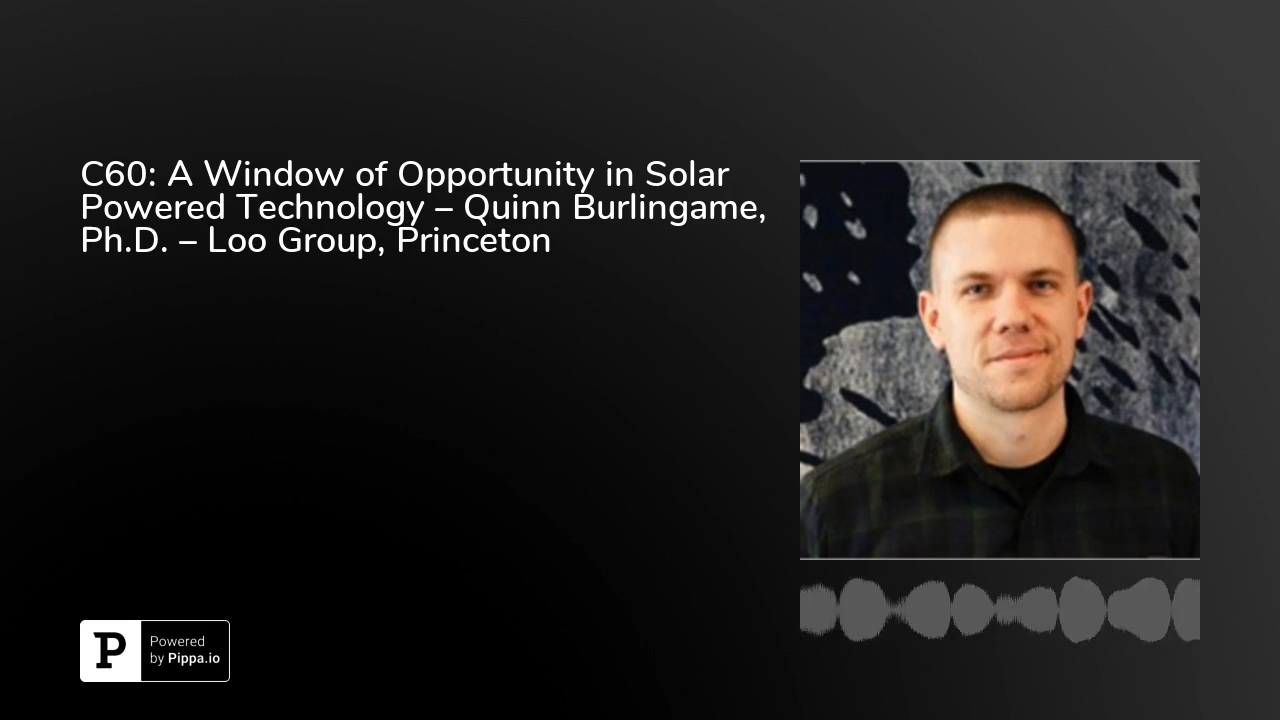 C60: A Window of Opportunity in Solar
Powered Technology – Quinn Burlingame,
Ph.D. – Loo Group, Princeton
P
Powered
by Pippa.io